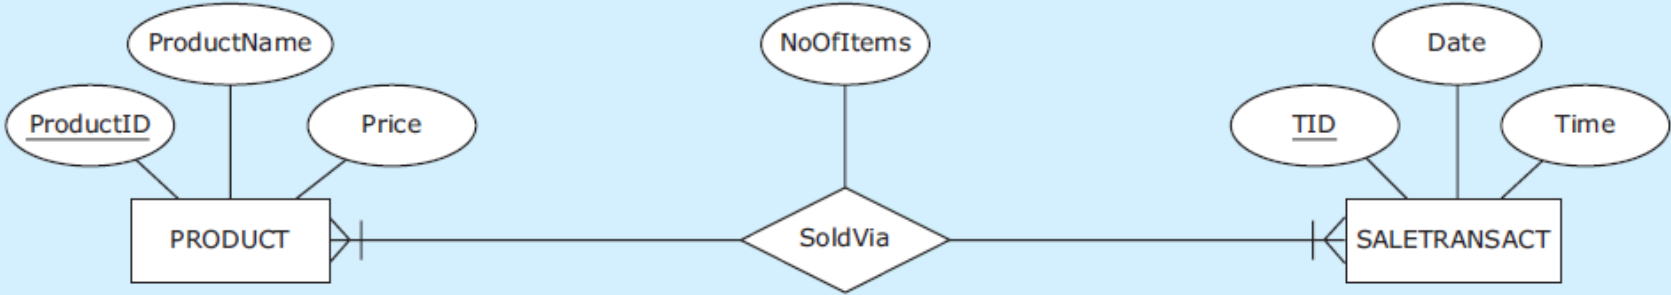 ProductName
NoOfItems
Date
ProductID
Price
TID
Time
PRODUCT
SoldVia
SALETRANSACT